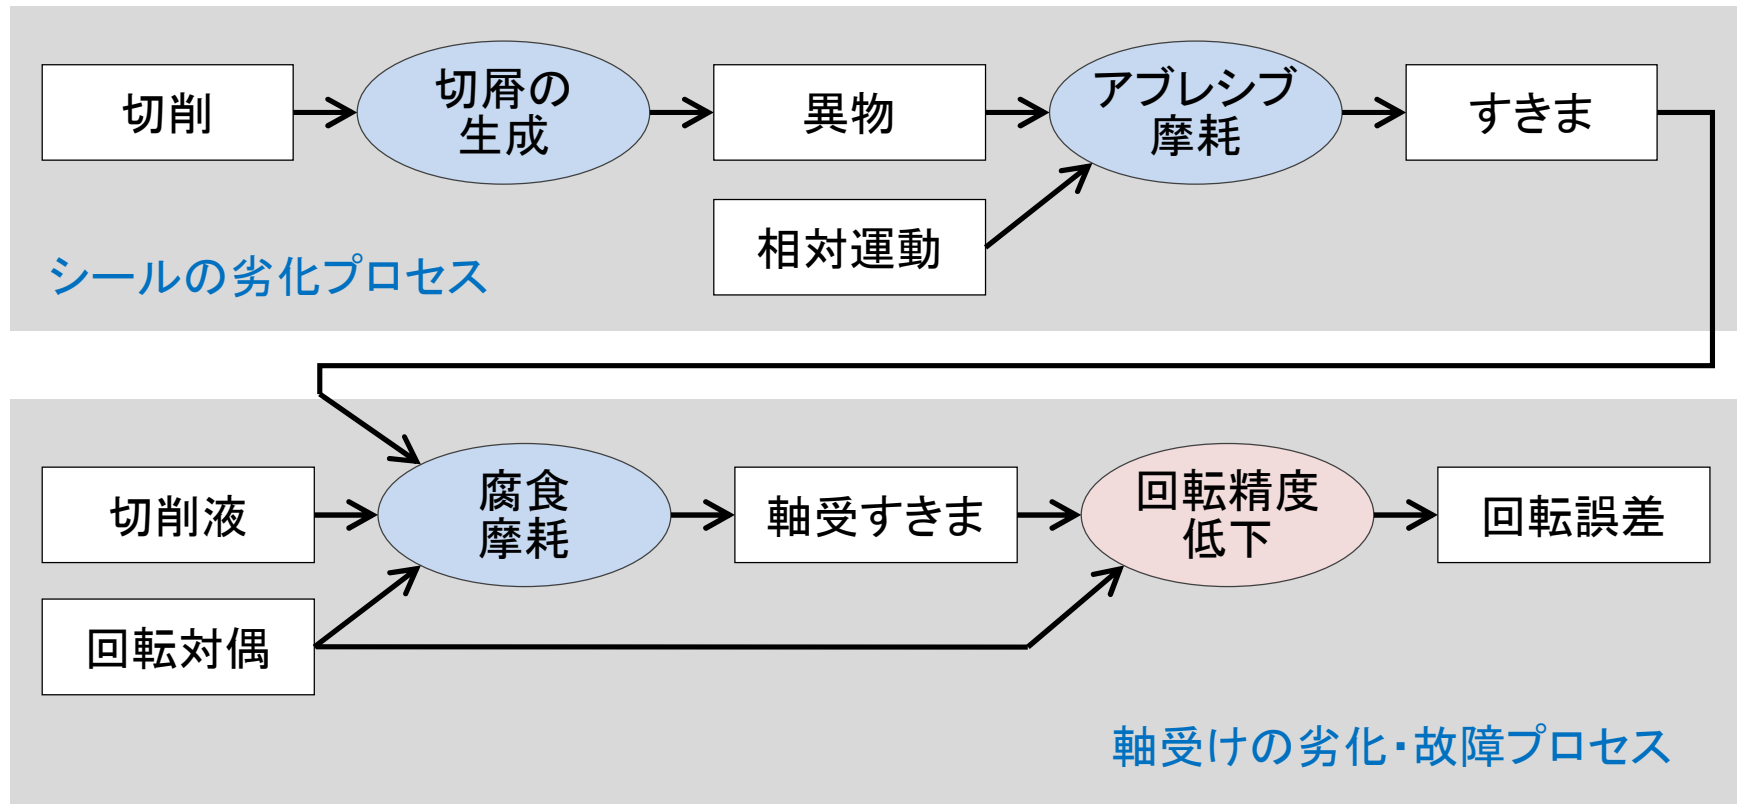 切削
切屑の
生成
異物
アブレシブ
摩耗
すきま
相対運動
シールの劣化プロセス
切削液
腐食
摩耗
軸受すきま
回転精度
低下
回転誤差
回転対偶
軸受けの劣化・故障プロセス